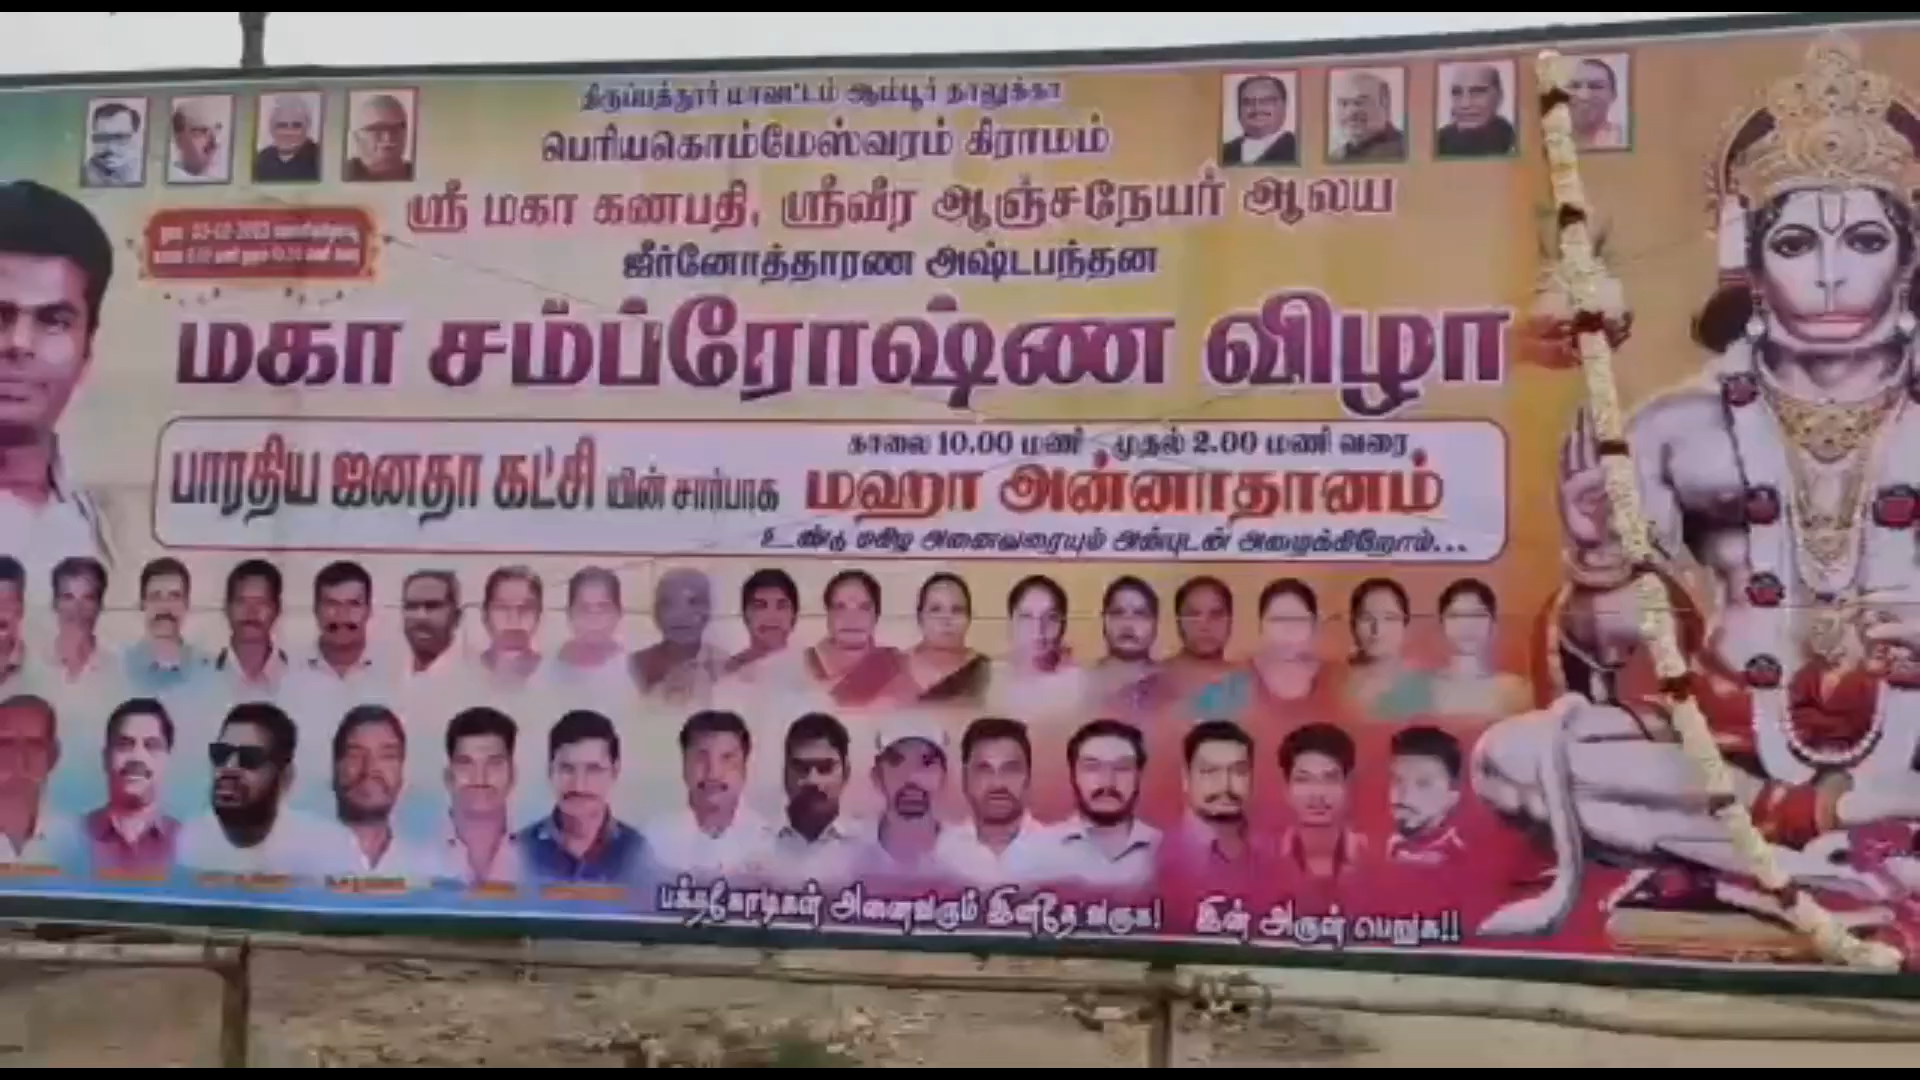 திருப்பத்தூர் மாவட்டம் ஆம்பூர் தாலுக்கா
பெரியகொம்மேஸ்வரம் கிராமம்
ஸ்ரீ மகா கணபதி, ஸ்ரீவீர ஆஞ்சநேயர் ஆலய
ஜீர்னோத்தாரண அஷ்டபந்தன
மகா சம்ப்ரோஷ்ண விழா
காலை 10.00 மணி முதல் 2.00 மணி வரை
பாரதிய ஜனதா கட்சி யின் சார்பாக மஹா அன்னாதானம்
உண்டு மகிழ அனைவரையும் அன்புடன் அழைக்கிறோம்...
பக்தகோடிகள் அனைவரும் இனிதே வருக! இன் அருள் பெறுக!!